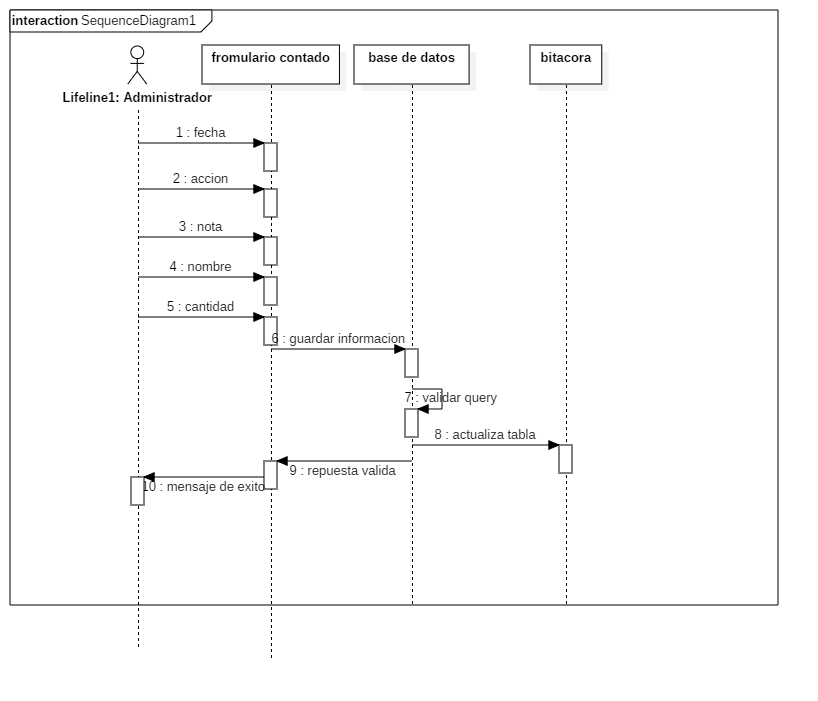 interaction SequenceDiagram1
fromulario contado
base de datos
bitacora
Lifeline1: Administrador
1 : fecha
2 : accion
3 : nota
4 : nombre
5 : cantidad
6 : guardar informacion
7 : validar query
8 : actualiza tabla
9 : repuesta valida
10 : mensaje de exito